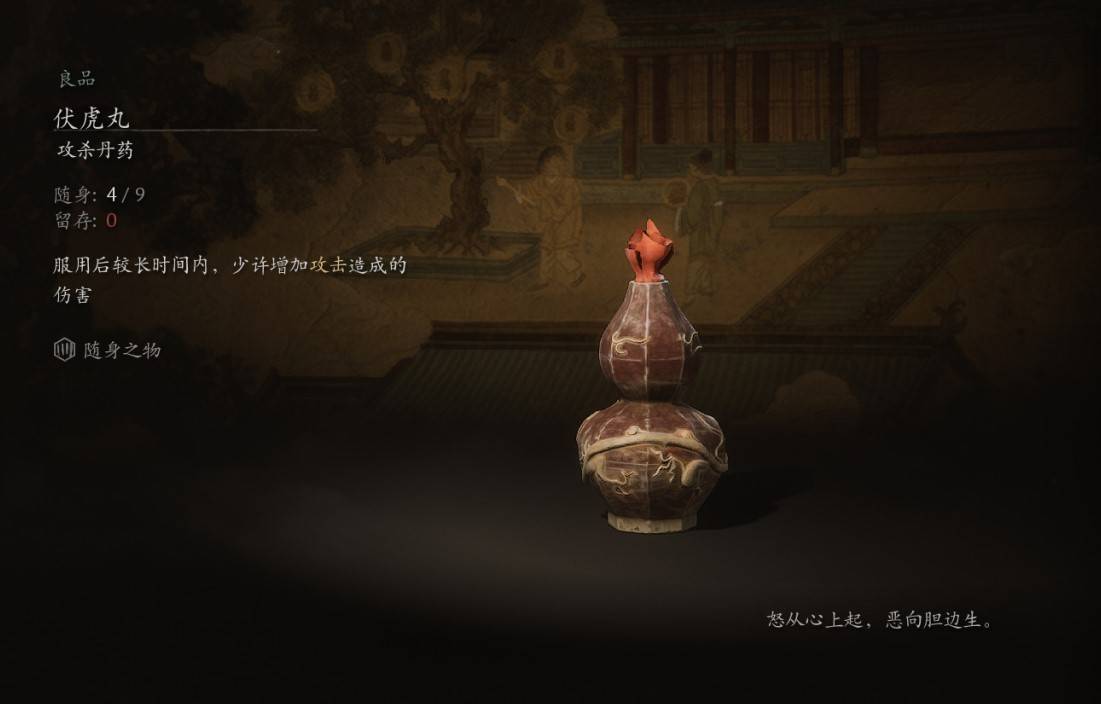 良品
伏虎丸
攻杀丹药
随身: 4 / 9
留存: 0
服用后较长时间内，少许增加攻击造成的
伤害
随身之物
怒从心上起，恶向胆边生。